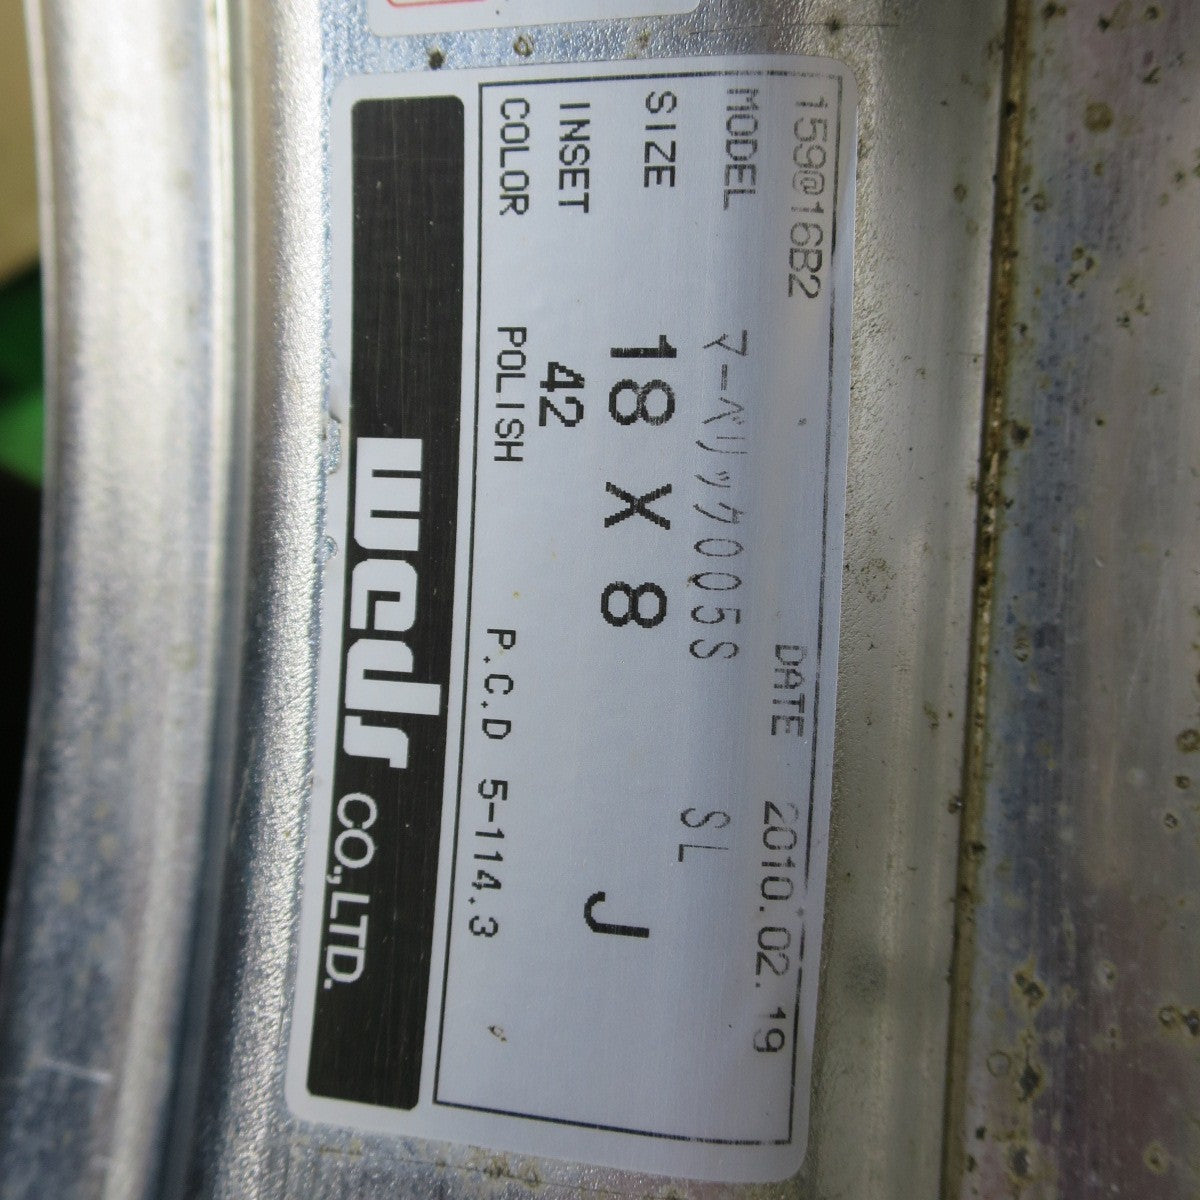 159@16B2 DATE 2010.02.19
MODEL マーベリック005S SL
SIZE 18 X 8 J
INSET 42
COLOR POLISH P.C.D 5-114.3
weds CO.,LTD.